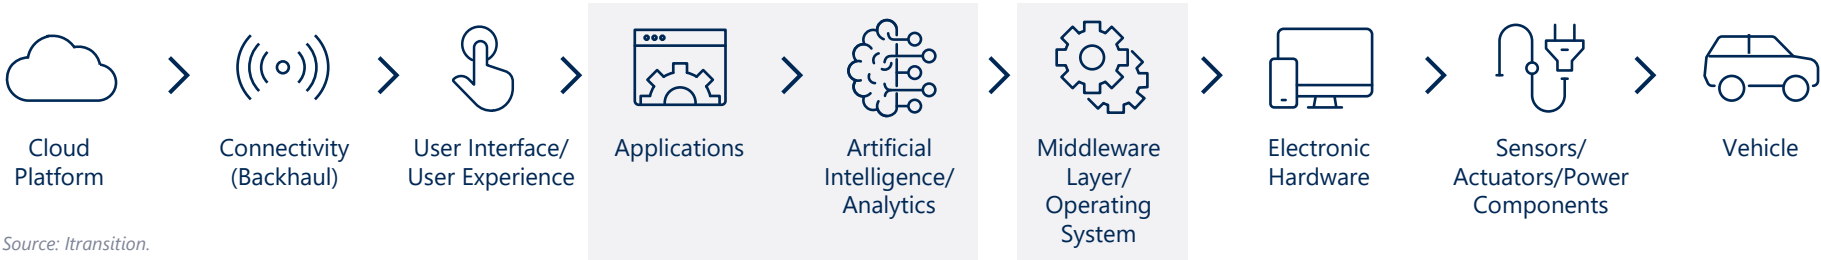 Cloud
Platform
Connectivity
(Backhaul)
User Interface/
User Experience
Applications
Artificial
Intelligence/
Analytics
Middleware
Layer/
Operating
System
Electronic
Hardware
Sensors/
Actuators/Power
Components
Vehicle
Source: Itransition.